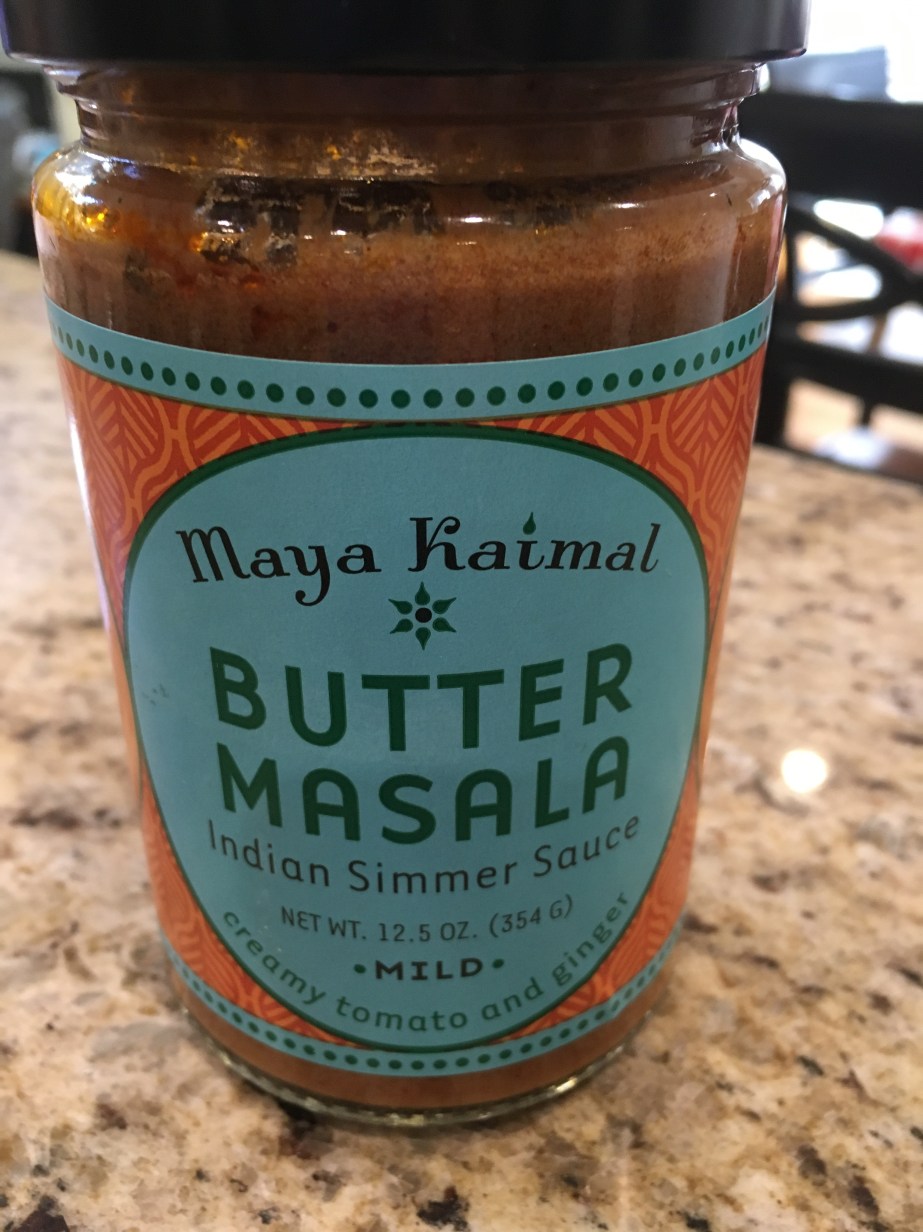 Maya Kaimal
BUTTER
MASALA
Indian Simmer Sauce
NET WT. 12.5 OZ. (354 G)
•MILD•
creamy tomato and ginger